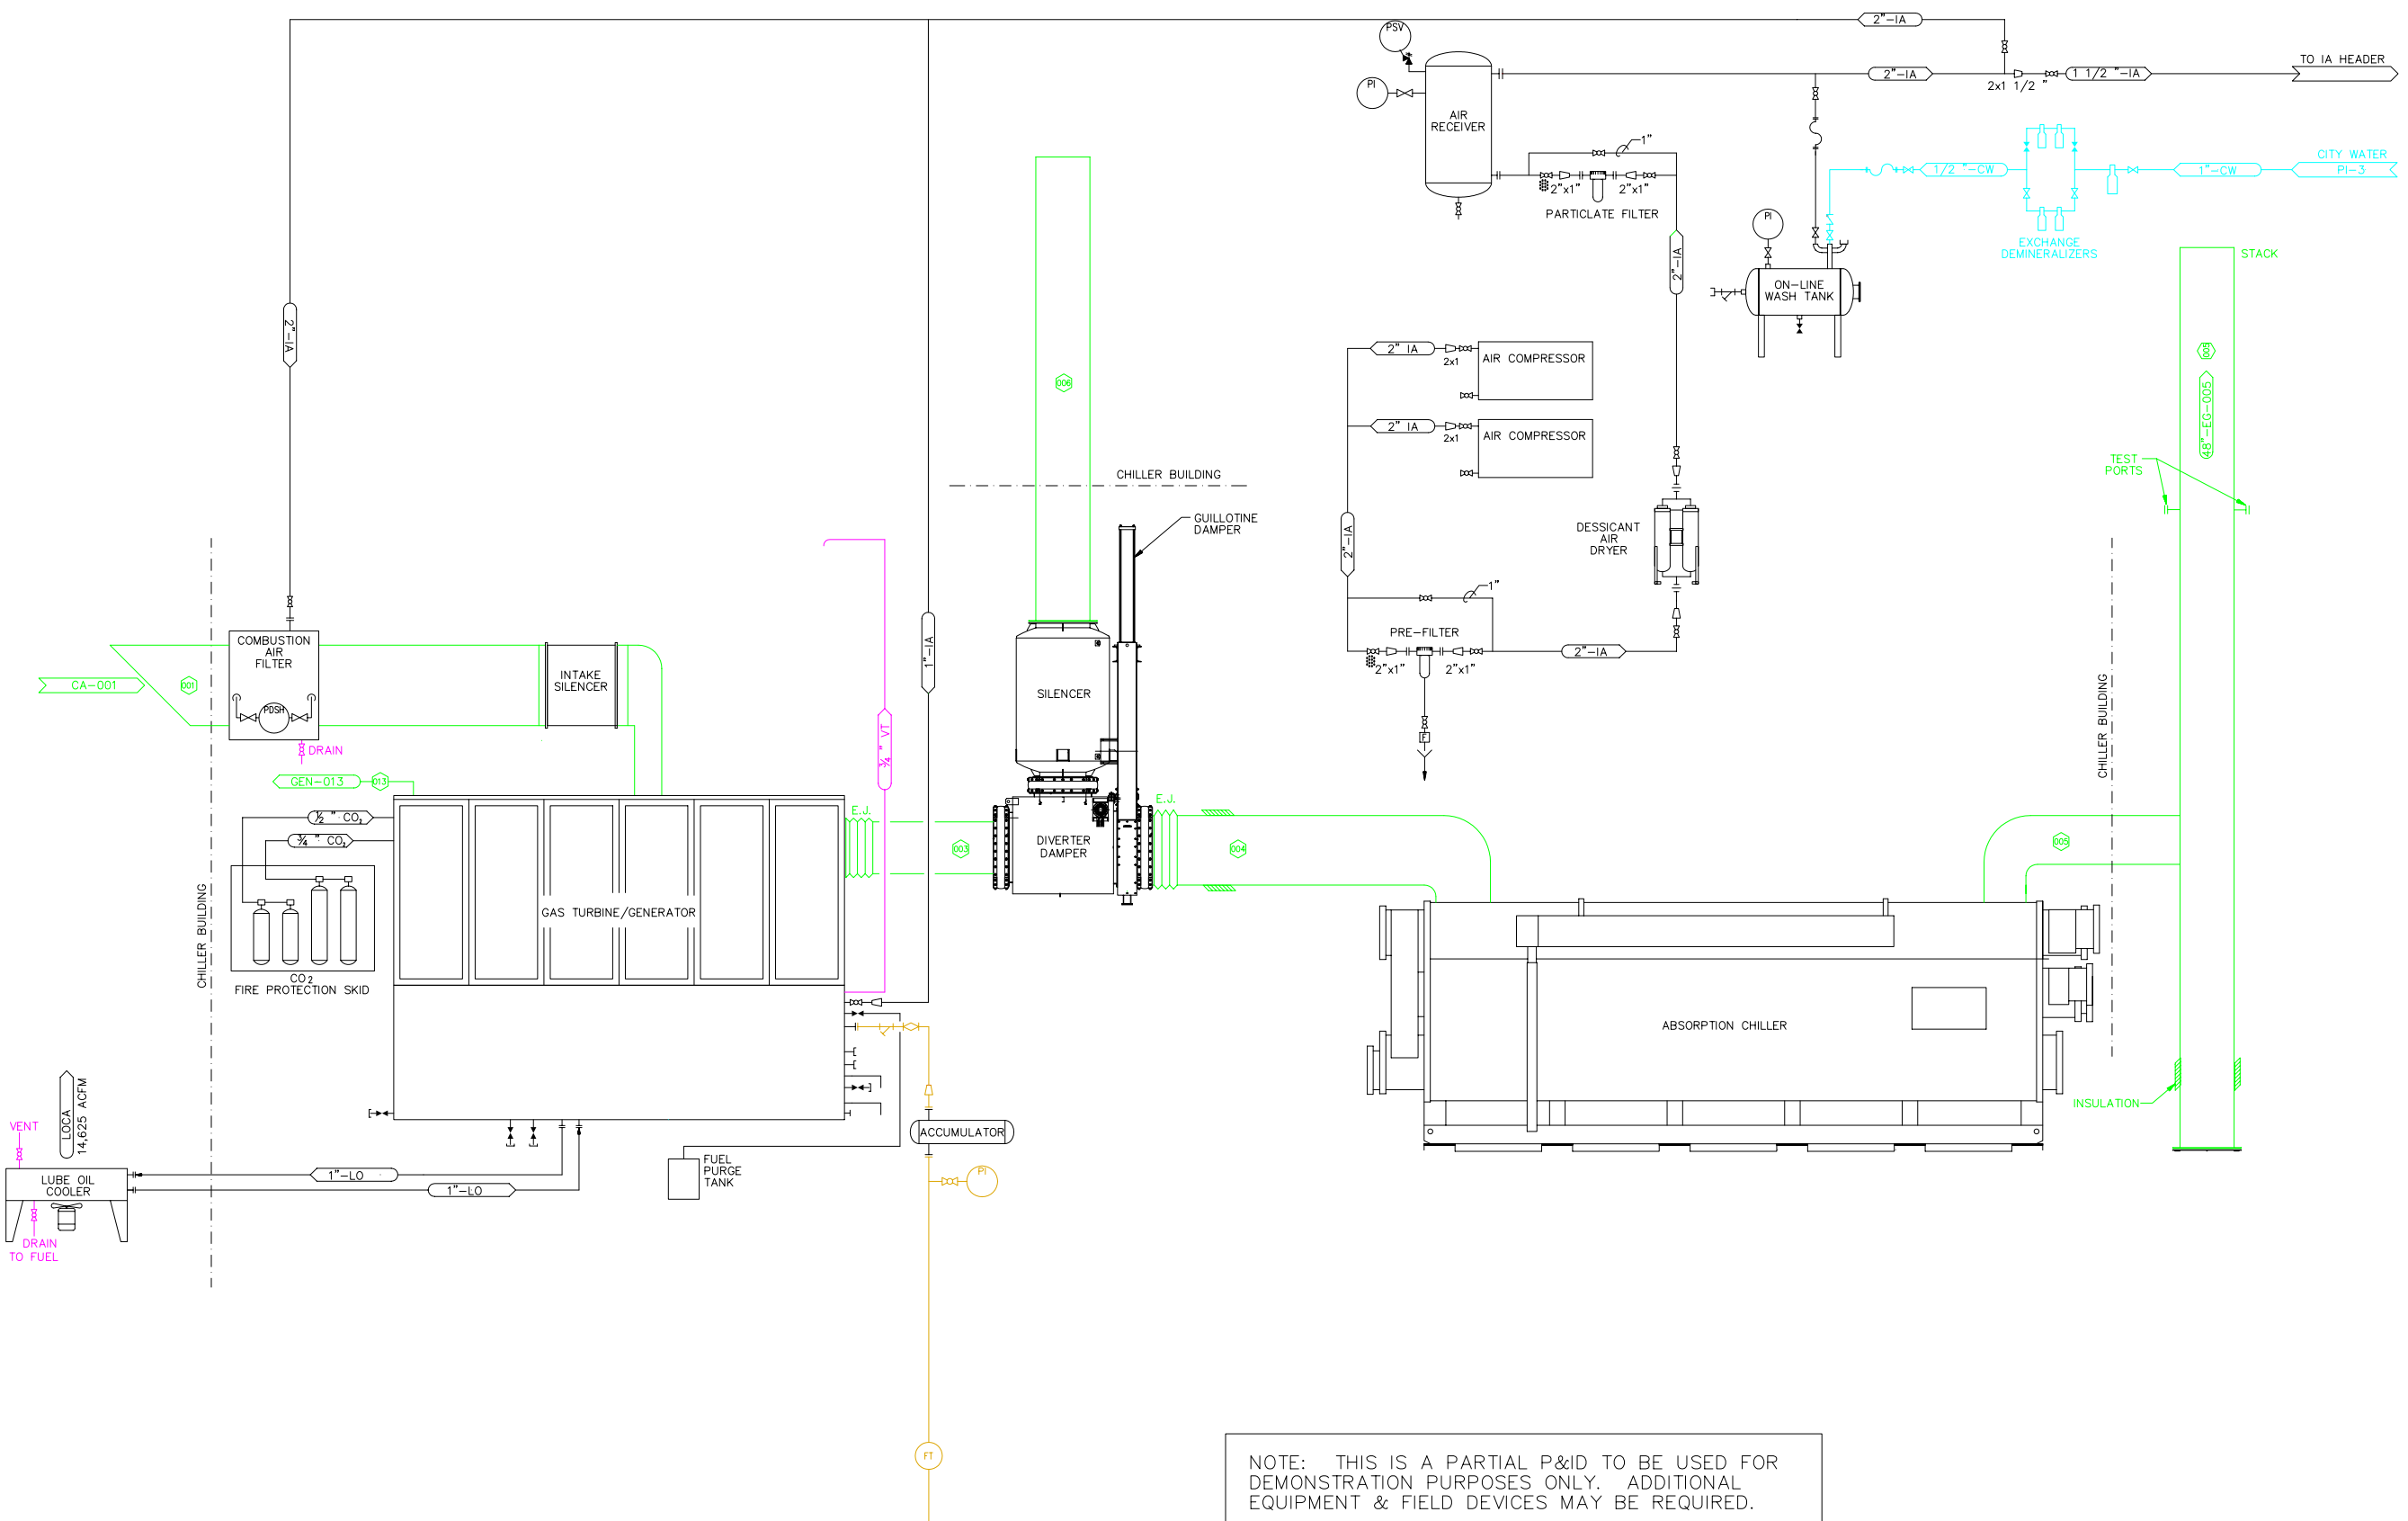 2"-IA
PSV
TO IA HEADER
2"-IA
1 1/2 "-IA
2x1 1/2 "
PI
AIR
RECEIVER
1"
2"x1"
2"x1"
PARTICLATE FILTER
CITY WATER
1/2 "-CW
1"-CW
PI-3
EXCHANGE
DEMINERALIZERS
PI
ON-LINE
WASH TANK
STACK
2"-IA
2"-IA
006
2" IA
2x1
AIR COMPRESSOR
2" IA
2x1
AIR COMPRESSOR
005
48"-EG-005
TEST
PORTS
CHILLER BUILDING
GUILLOTINE
DAMPER
2"-IA
DESSICANT
AIR
DRYER
1"
PRE-FILTER
2"x1"
2"x1"
2"-IA
F
COMBUSTION
AIR
FILTER
PDSH
CA-001
001
INTAKE
SILENCER
DRAIN
1"-IA
SILENCER
3/4 " VT
CHILLER BUILDING
GEN-013
013
1/2 " CO2
3/4 " CO2
E.J.
003
DIVERTER
DAMPER
E.J.
004
005
CHILLER BUILDING
GAS TURBINE/GENERATOR
CO2
FIRE PROTECTION SKID
ABSORPTION CHILLER
INSULATION
LOCA
14,625 ACFM
VENT
LUBE OIL
COOLER
DRAIN
TO FUEL
1"-LO
1"-LO
FUEL
PURGE
TANK
ACCUMULATOR
PI
FT
NOTE: THIS IS A PARTIAL P&ID TO BE USED FOR
DEMONSTRATION PURPOSES ONLY. ADDITIONAL
EQUIPMENT & FIELD DEVICES MAY BE REQUIRED.